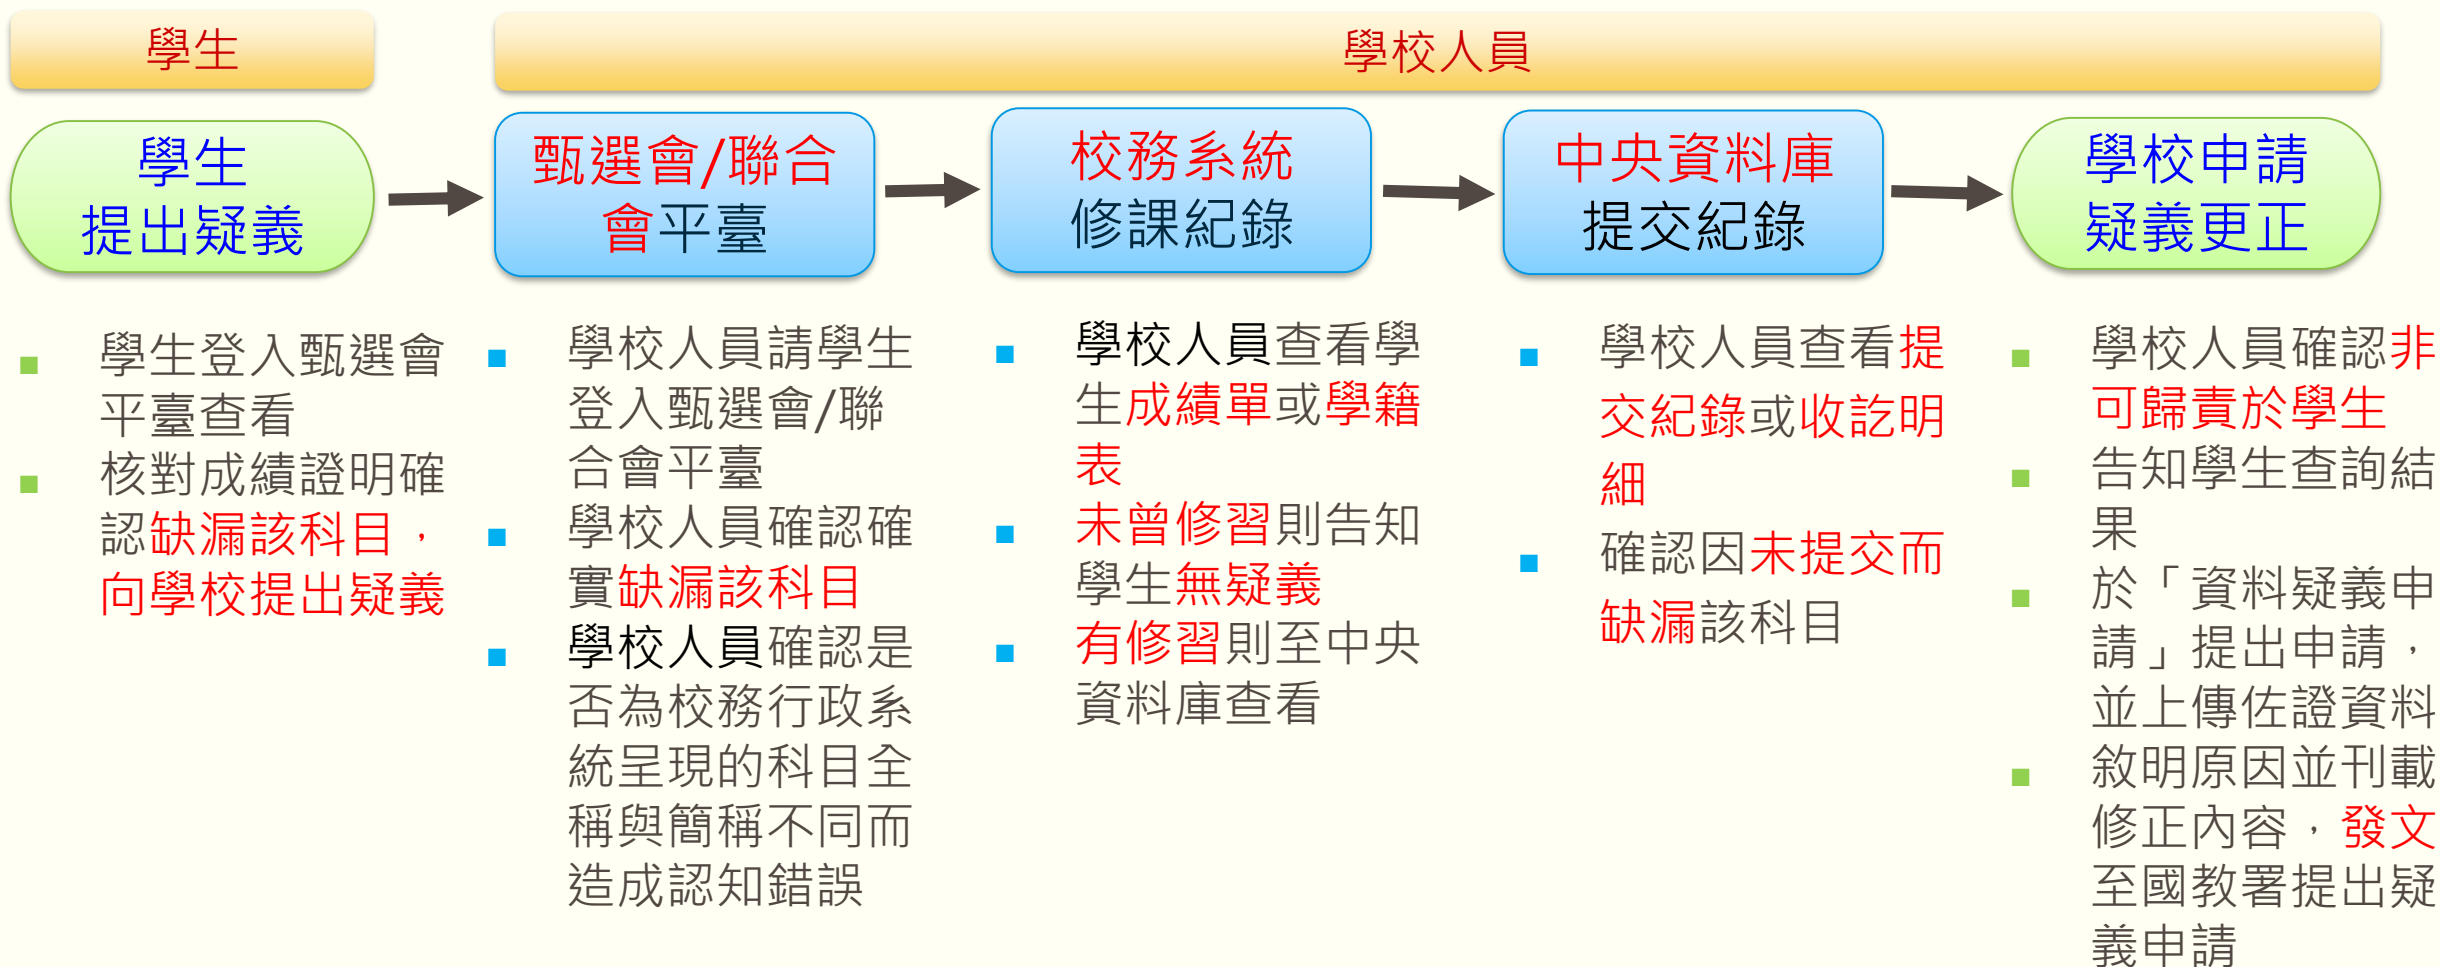 學生
學校人員
學生
提出疑義
甄選會/聯合
會平臺
校務系統
修課紀錄
中央資料庫
提交紀錄
學校申請
疑義更正
學生登入甄選會
平臺查看
核對成績證明確
認缺漏該科目，
向學校提出疑義
學校人員請學生
登入甄選會/聯
合會平臺
學校人員確認確
實缺漏該科目
學校人員確認是
否為校務行政系
統呈現的科目全
稱與簡稱不同而
造成認知錯誤
學校人員查看學
生成績單或學籍
表
未曾修習則告知
學生無疑義
有修習則至中央
資料庫查看
學校人員查看提
交紀錄或收訖明
細
確認因未提交而
缺漏該科目
學校人員確認非
可歸責於學生
告知學生查詢結
果
於「資料疑義申
請」提出申請，
並上傳佐證資料
敘明原因並刊載
修正內容，發文
至國教署提出疑
義申請